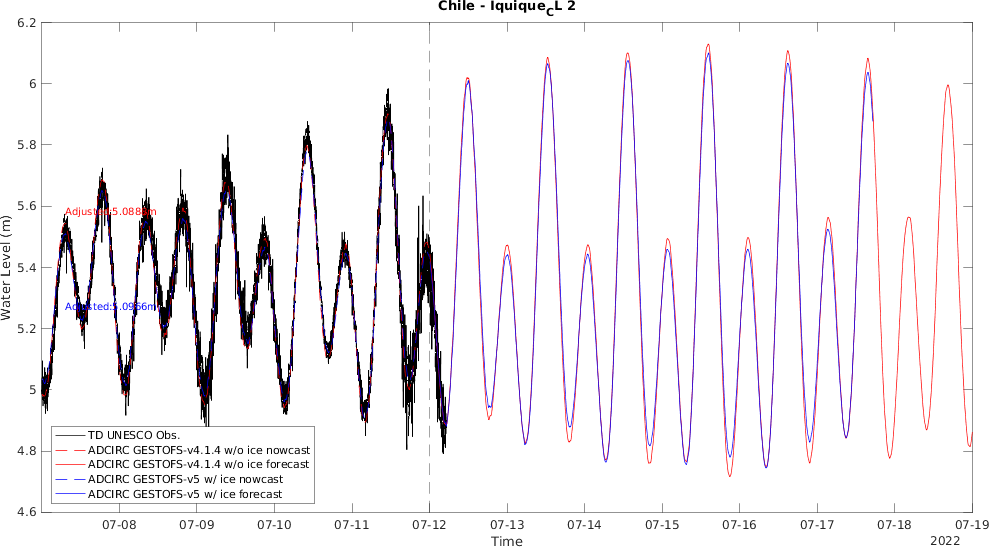 Chile - IquiqueCL 2
Water Level (m)
6.2
6
5.8
5.6
5.4
5.2
5
4.8
4.6
Adjusted:5.0966m
TD UNESCO Obs.
ADCIRC GESTOFS-v4.1.4 w/o ice nowcast
ADCIRC GESTOFS-v4.1.4 w/o ice forecast
ADCIRC GESTOFS-v5 w/ ice nowcast
ADCIRC GESTOFS-v5 w/ ice forecast
07-08
07-09
07-10
07-11
07-12
07-13
07-14
07-15
07-16
07-17
07-18
07-19
Time
2022